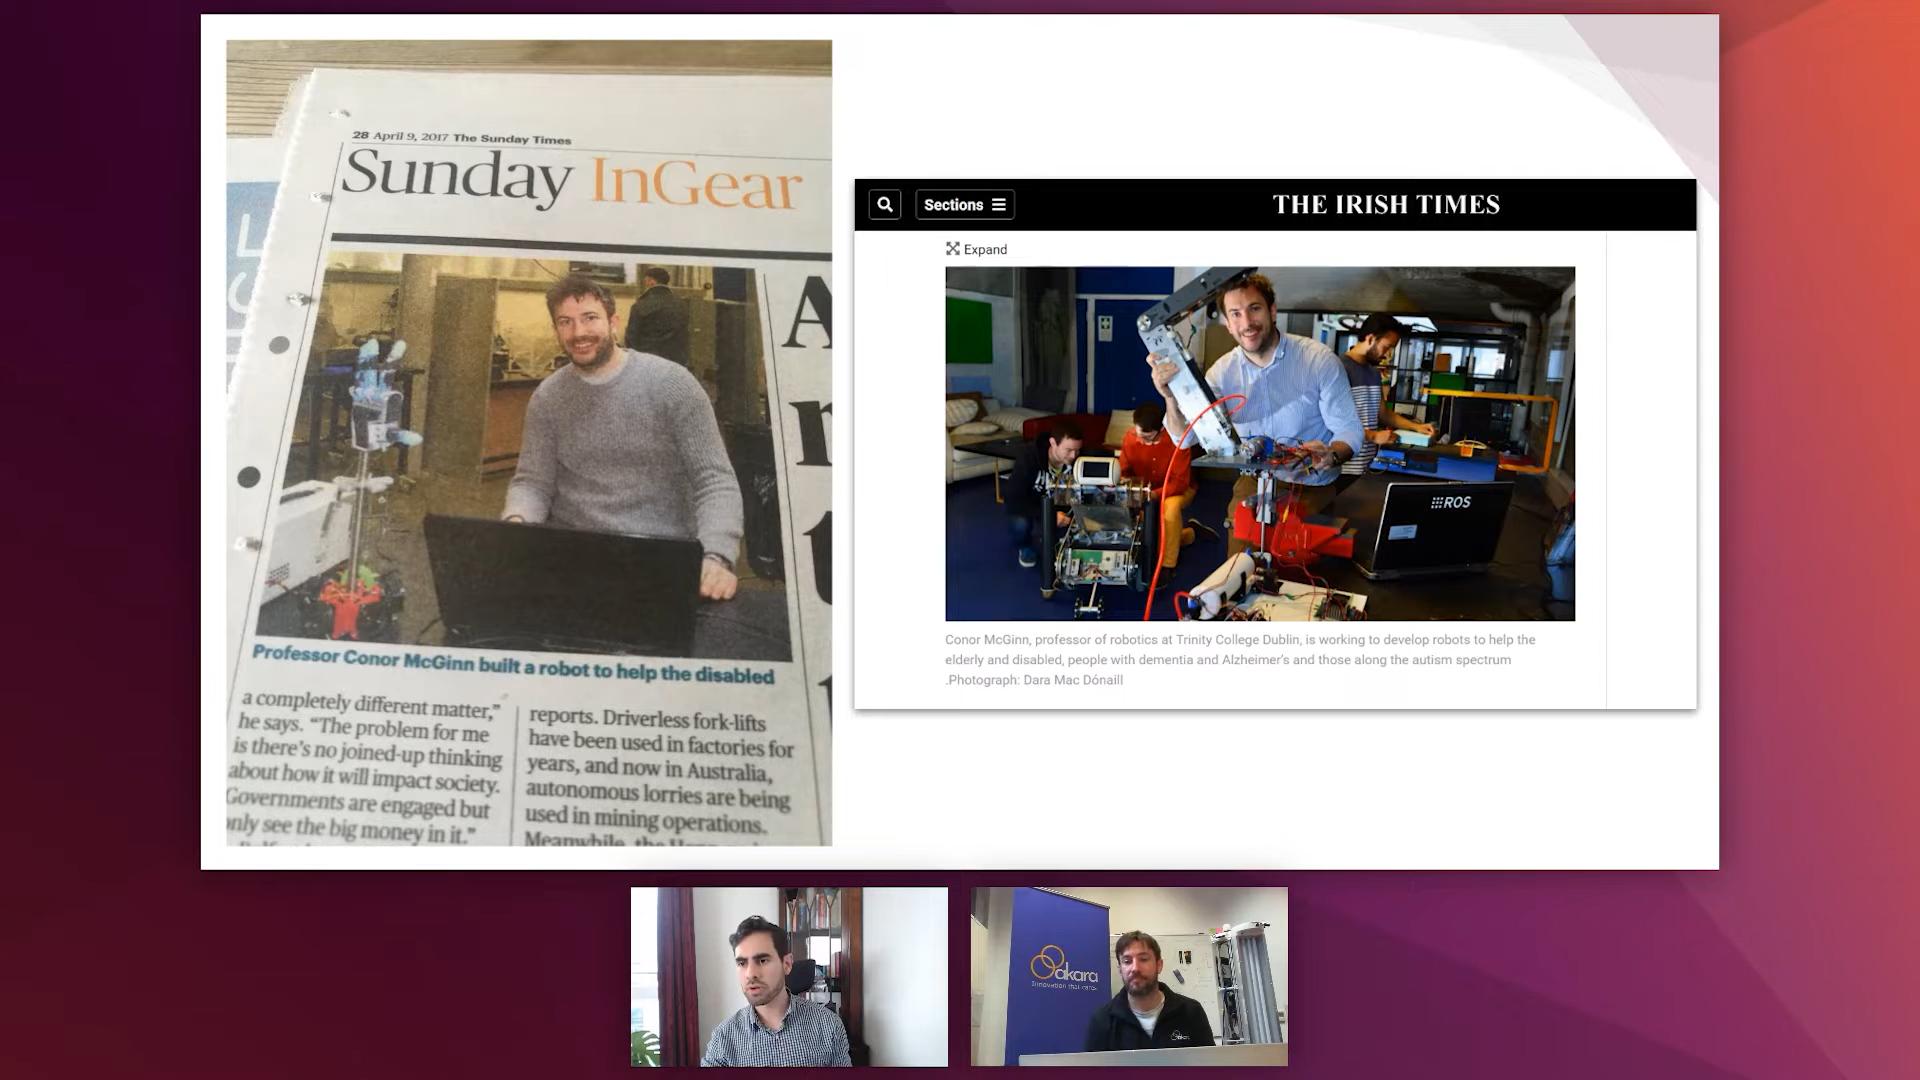 28 April 9, 2017 The Sunday Times
Sunday InGear
Professor Conor McGinn built a robot to help the disabled
a completely different matter,”
he says. “The problem for me
is there’s no joined-up thinking
about how it will impact society.
Governments are engaged but
only see the big money in it.”
reports. Driverless fork-lifts
have been used in factories for
years, and now in Australia,
autonomous lorries are being
used in mining operations.
Meanwhile, the
Sections
THE IRISH TIMES
Expand
ROS
Conor McGinn, professor of robotics at Trinity College Dublin, is working to develop robots to help the
elderly and disabled, people with dementia and Alzheimer’s and those along the autism spectrum
.Photograph: Dara Mac Dónaill
akara
Innovation that cares
akara